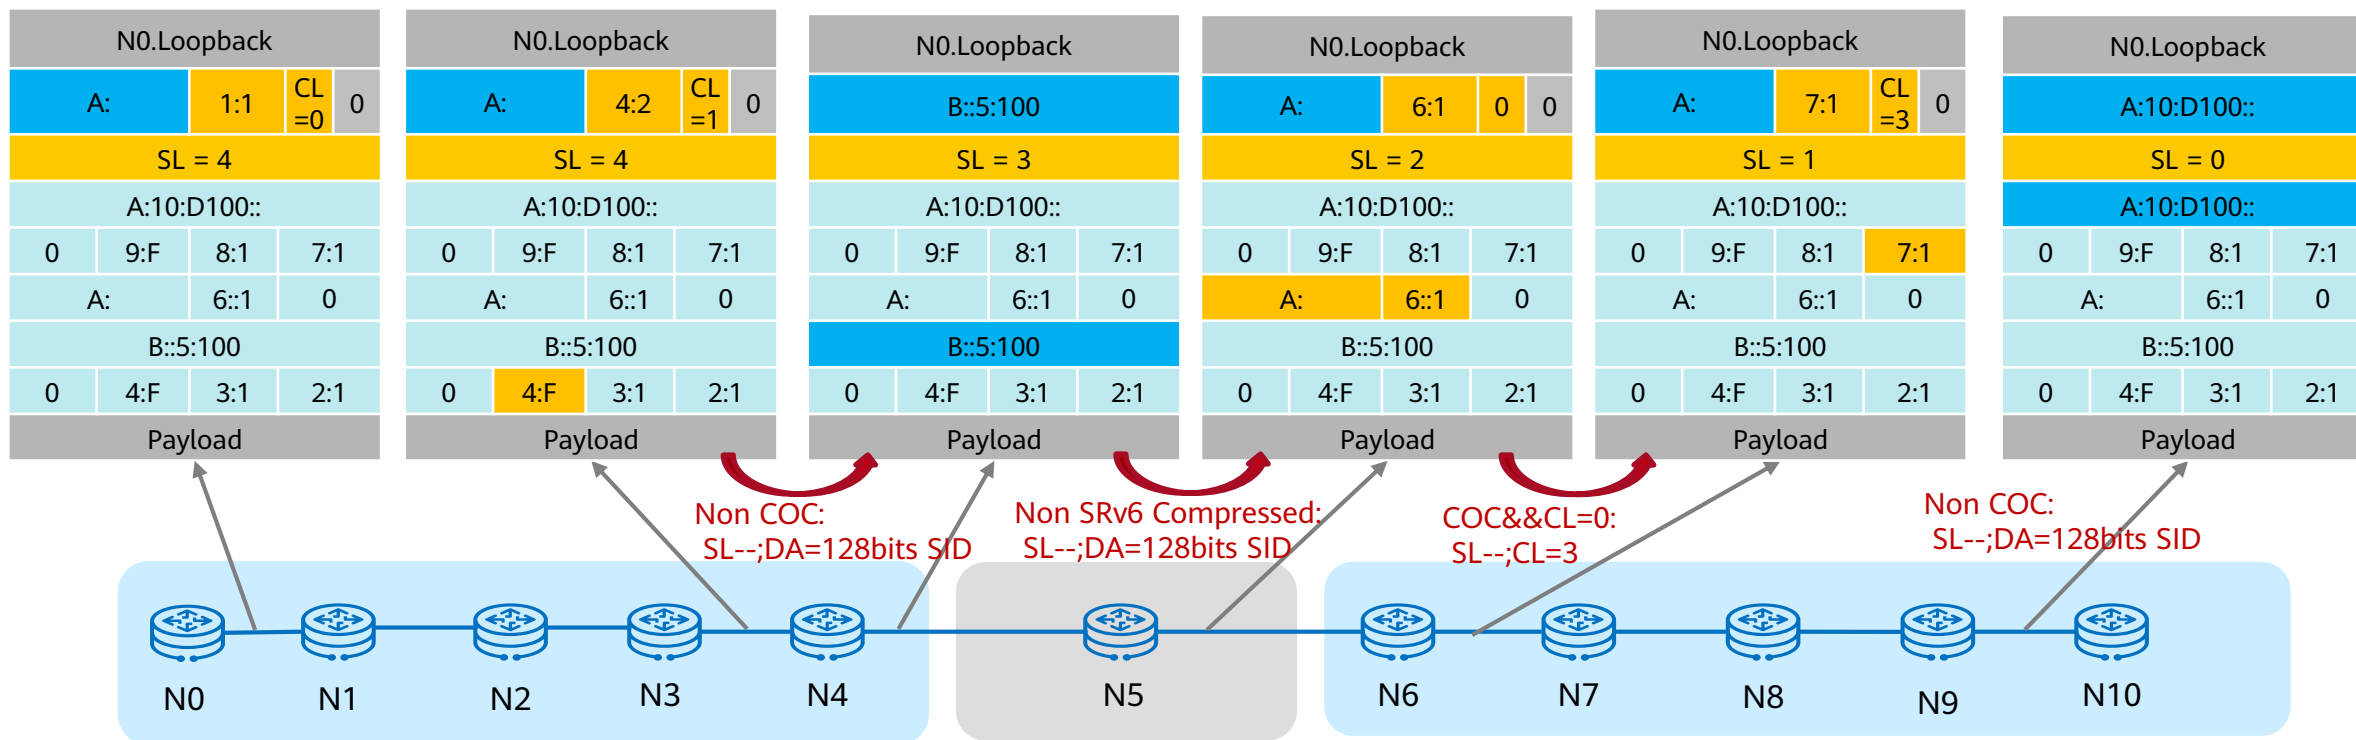 N0.Loopback
A: 1:1 CL =0 0
SL = 4
A:10:D100::
0 9:F 8:1 7:1
A: 6::1 0
B::5:100
0 4:F 3:1 2:1
Payload
N0.Loopback
A: 4:2 CL =1 0
SL = 4
A:10:D100::
0 9:F 8:1 7:1
A: 6::1 0
B::5:100
0 4:F 3:1 2:1
Payload
N0.Loopback
B::5:100
SL = 3
A:10:D100::
0 9:F 8:1 7:1
A: 6::1 0
B::5:100
0 4:F 3:1 2:1
Payload
N0.Loopback
A: 6:1 0 0
SL = 2
A:10:D100::
0 9:F 8:1 7:1
A: 6::1 0
B::5:100
0 4:F 3:1 2:1
Payload
N0.Loopback
A: 7:1 CL =3 0
SL = 1
A:10:D100::
0 9:F 8:1 7:1
A: 6::1 0
B::5:100
0 4:F 3:1 2:1
Payload
N0.Loopback
A:10:D100::
SL = 0
A:10:D100::
0 9:F 8:1 7:1
A: 6::1 0
B::5:100
0 4:F 3:1 2:1
Payload
Non COC:
SL--;DA=128bits SID
Non SRv6 Compressed:
SL--;DA=128bits SID
COC&&CL=0:
SL--;CL=3
Non COC:
SL--;DA=128bits SID
N0 N1 N2 N3 N4 N5 N6 N7 N8 N9 N10